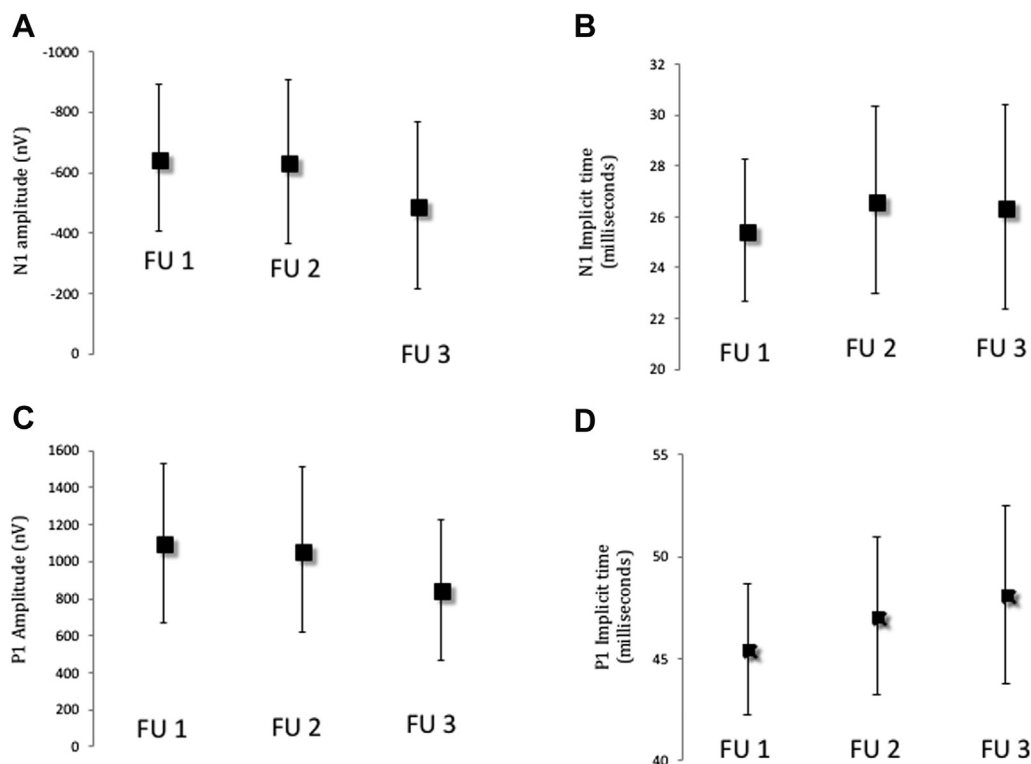 A
N1 amplitude (nV)
-1000
-800
-600
-400
-200
0
FU 1
FU 2
FU 3
B
N1 Implicit time
(milliseconds)
32
30
28
26
24
22
20
FU 1
FU 2
FU 3
C
P1 Amplitude (nV)
1600
1400
1200
1000
800
600
400
200
0
FU 1
FU 2
FU 3
D
P1 Implicit time
(milliseconds)
55
50
45
40
FU 1
FU 2
FU 3